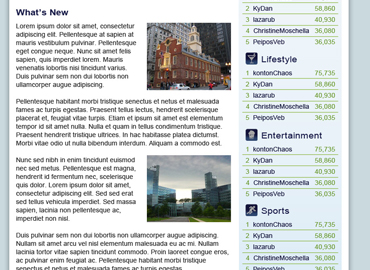 What's New
Lorem ipsum dolor sit amet, consectetur
adipiscing elit. Pellentesque at sapien at
mauris vestibulum pulvinar. Pellentesque
eget congue neque. Nunc sit amet nisl
sapien, quis imperdiet lorem. Mauris
venenatis lobortis nisi tincidunt varius.
Duis pulvinar sem non dui lobortis non
ullamcorper augue adipiscing.
Pellentesque habitant morbi tristique senectus et netus et malesuada
fames ac turpis egestas. Praesent tellus lectus, hendrerit scelerisque
placerat et, feugiat vitae turpis. Etiam et ipsum sit amet est elementum
tempor id sit amet nulla. Nulla et quam in tellus condimentum tristique.
Praesent hendrerit tristique ultrices. In hac habitasse platea dictumst.
Morbi vitae odio ut nulla bibendum interdum. Aliquam a commodo est.
Nunc sed nibh in enim tincidunt euismod
nec sed metus. Pellentesque est magna,
hendrerit id fermentum nec, scelerisque
quis dolor. Lorem ipsum dolor sit amet,
consectetur adipiscing elit. Sed sed erat
sed tellus vehicula imperdiet. Sed massa
sapien, lacinia non pellentesque ac,
imperdiet non nisl.
Duis pulvinar sem non dui lobortis non ullamcorper augue adipiscing.
Nullam sit amet arcu vel nisl elementum malesuada eu ac mi. Nullam
lacinia tortor vitae sapien tincidunt commodo. Proin laoreet congue eros,
ac pulvinar enim feugiat ac. Pellentesque habitant morbi tristique
senectus et netus et malesuada fames ac turpis egestas.
2 KyDan 58,860
3 lazarub 40,930
4 ChristineMoschella 36,080
5 PeiposVeb 36,035
Lifestyle
1 kontonChaos 75,735
2 KyDan 58,860
3 lazarub 40,930
4 ChristineMoschella 36,080
5 PeiposVeb 36,035
Entertainment
1 kontonChaos 75,735
2 KyDan 58,860
3 lazarub 40,930
4 ChristineMoschella 36,080
5 PeiposVeb 36,035
Sports
1 kontonChaos 75,735
2 KyDan 58,860
3 lazarub 40,930
4 ChristineMoschella 36,080
5 PeiposVeb 36,035